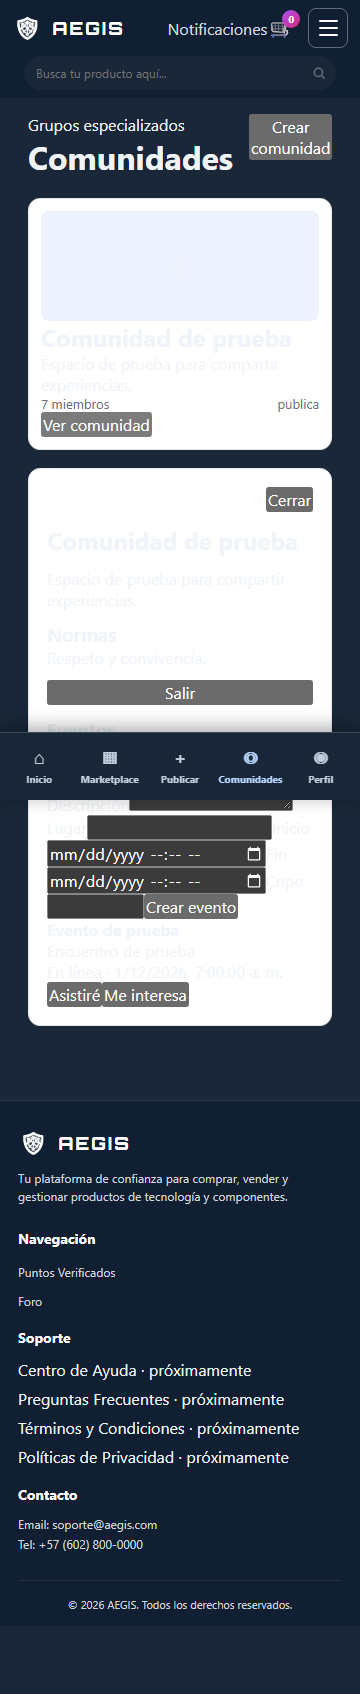 AEGIS
Notificaciones
0
Busca tu producto aquí...
Grupos especializados
Comunidades
Crear
comunidad
Comunidad de prueba
Espacio de prueba para compartir
experiencias.
7 miembros
publica
Ver comunidad
Cerrar
Comunidad de prueba
Espacio de prueba para compartir
experiencias.
Normas
Respeto y convivencia.
Salir
Eventos
Inicio
Marketplace
Publicar
Comunidades
Perfil
Descripción
Lugar
Inicio
mm/dd/yyyy --:-- --
Fin
mm/dd/yyyy --:-- --
Cupo
Crear evento
Evento de prueba
Encuentro de prueba
En línea · 1/12/2026, 7:00:00 a. m.
Asistiré
Me interesa
AEGIS
Tu plataforma de confianza para comprar, vender y
gestionar productos de tecnología y componentes.
Navegación
Puntos Verificados
Foro
Soporte
Centro de Ayuda · próximamente
Preguntas Frecuentes · próximamente
Términos y Condiciones · próximamente
Políticas de Privacidad · próximamente
Contacto
Email: soporte@aegis.com
Tel: +57 (602) 800-0000
© 2026 AEGIS. Todos los derechos reservados.